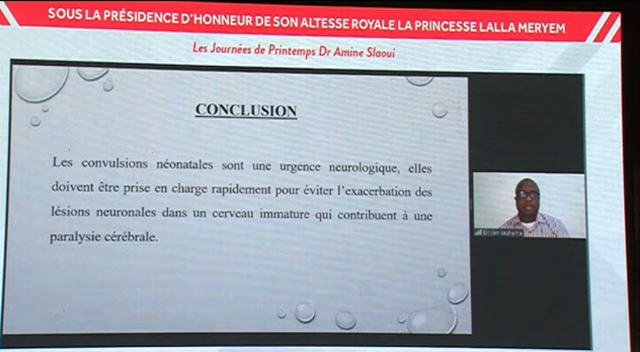 SOUS LA PRÉSIDENCE D'HONNEUR DE SON ALTESSE ROYALE LA PRINCESSE LALLA MERYEM
Les Journées de Printemps Dr Amine Slaoui
CONCLUSION
Les convulsions néonatales sont une urgence neurologique, elles
doivent être prise en charge rapidement pour éviter l'exacerbation des
lésions neuronales dans un cerveau immature qui contribuent à une
paralysie cérébrale.